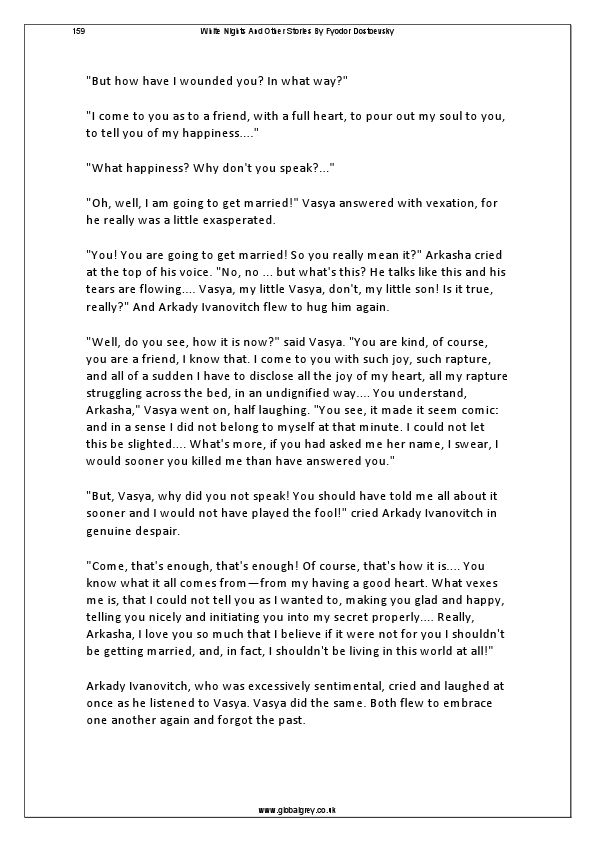 159 White Nights And Other Stories By Fyodor Dostoevsky
"But how have I wounded you? In what way?"
"I come to you as to a friend, with a full heart, to pour out my soul to you,
to tell you of my happiness...."
"What happiness? Why don't you speak?..."
"Oh, well, I am going to get married!" Vasya answered with vexation, for
he really was a little exasperated.
"You! You are going to get married! So you really mean it?" Arkasha cried
at the top of his voice. "No, no ... but what's this? He talks like this and his
tears are flowing.... Vasya, my little Vasya, don't, my little son! Is it true,
really?" And Arkady Ivanovitch flew to hug him again.
"Well, do you see, how it is now?" said Vasya. "You are kind, of course,
you are a friend, I know that. I come to you with such joy, such rapture,
and all of a sudden I have to disclose all the joy of my heart, all my rapture
struggling across the bed, in an undignified way.... You understand,
Arkasha," Vasya went on, half laughing. "You see, it made it seem comic:
and in a sense I did not belong to myself at that minute. I could not let
this be slighted.... What's more, if you had asked me her name, I swear, I
would sooner you killed me than have answered you."
"But, Vasya, why did you not speak! You should have told me all about it
sooner and I would not have played the fool!" cried Arkady Ivanovitch in
genuine despair.
"Come, that's enough, that's enough! Of course, that's how it is.... You
know what it all comes from—from my having a good heart. What vexes
me is, that I could not tell you as I wanted to, making you glad and happy,
telling you nicely and initiating you into my secret properly.... Really,
Arkasha, I love you so much that I believe if it were not for you I shouldn't
be getting married, and, in fact, I shouldn't be living in this world at all!"
Arkady Ivanovitch, who was excessively sentimental, cried and laughed at
once as he listened to Vasya. Vasya did the same. Both flew to embrace
one another again and forgot the past.
www.globalgrey.co.uk